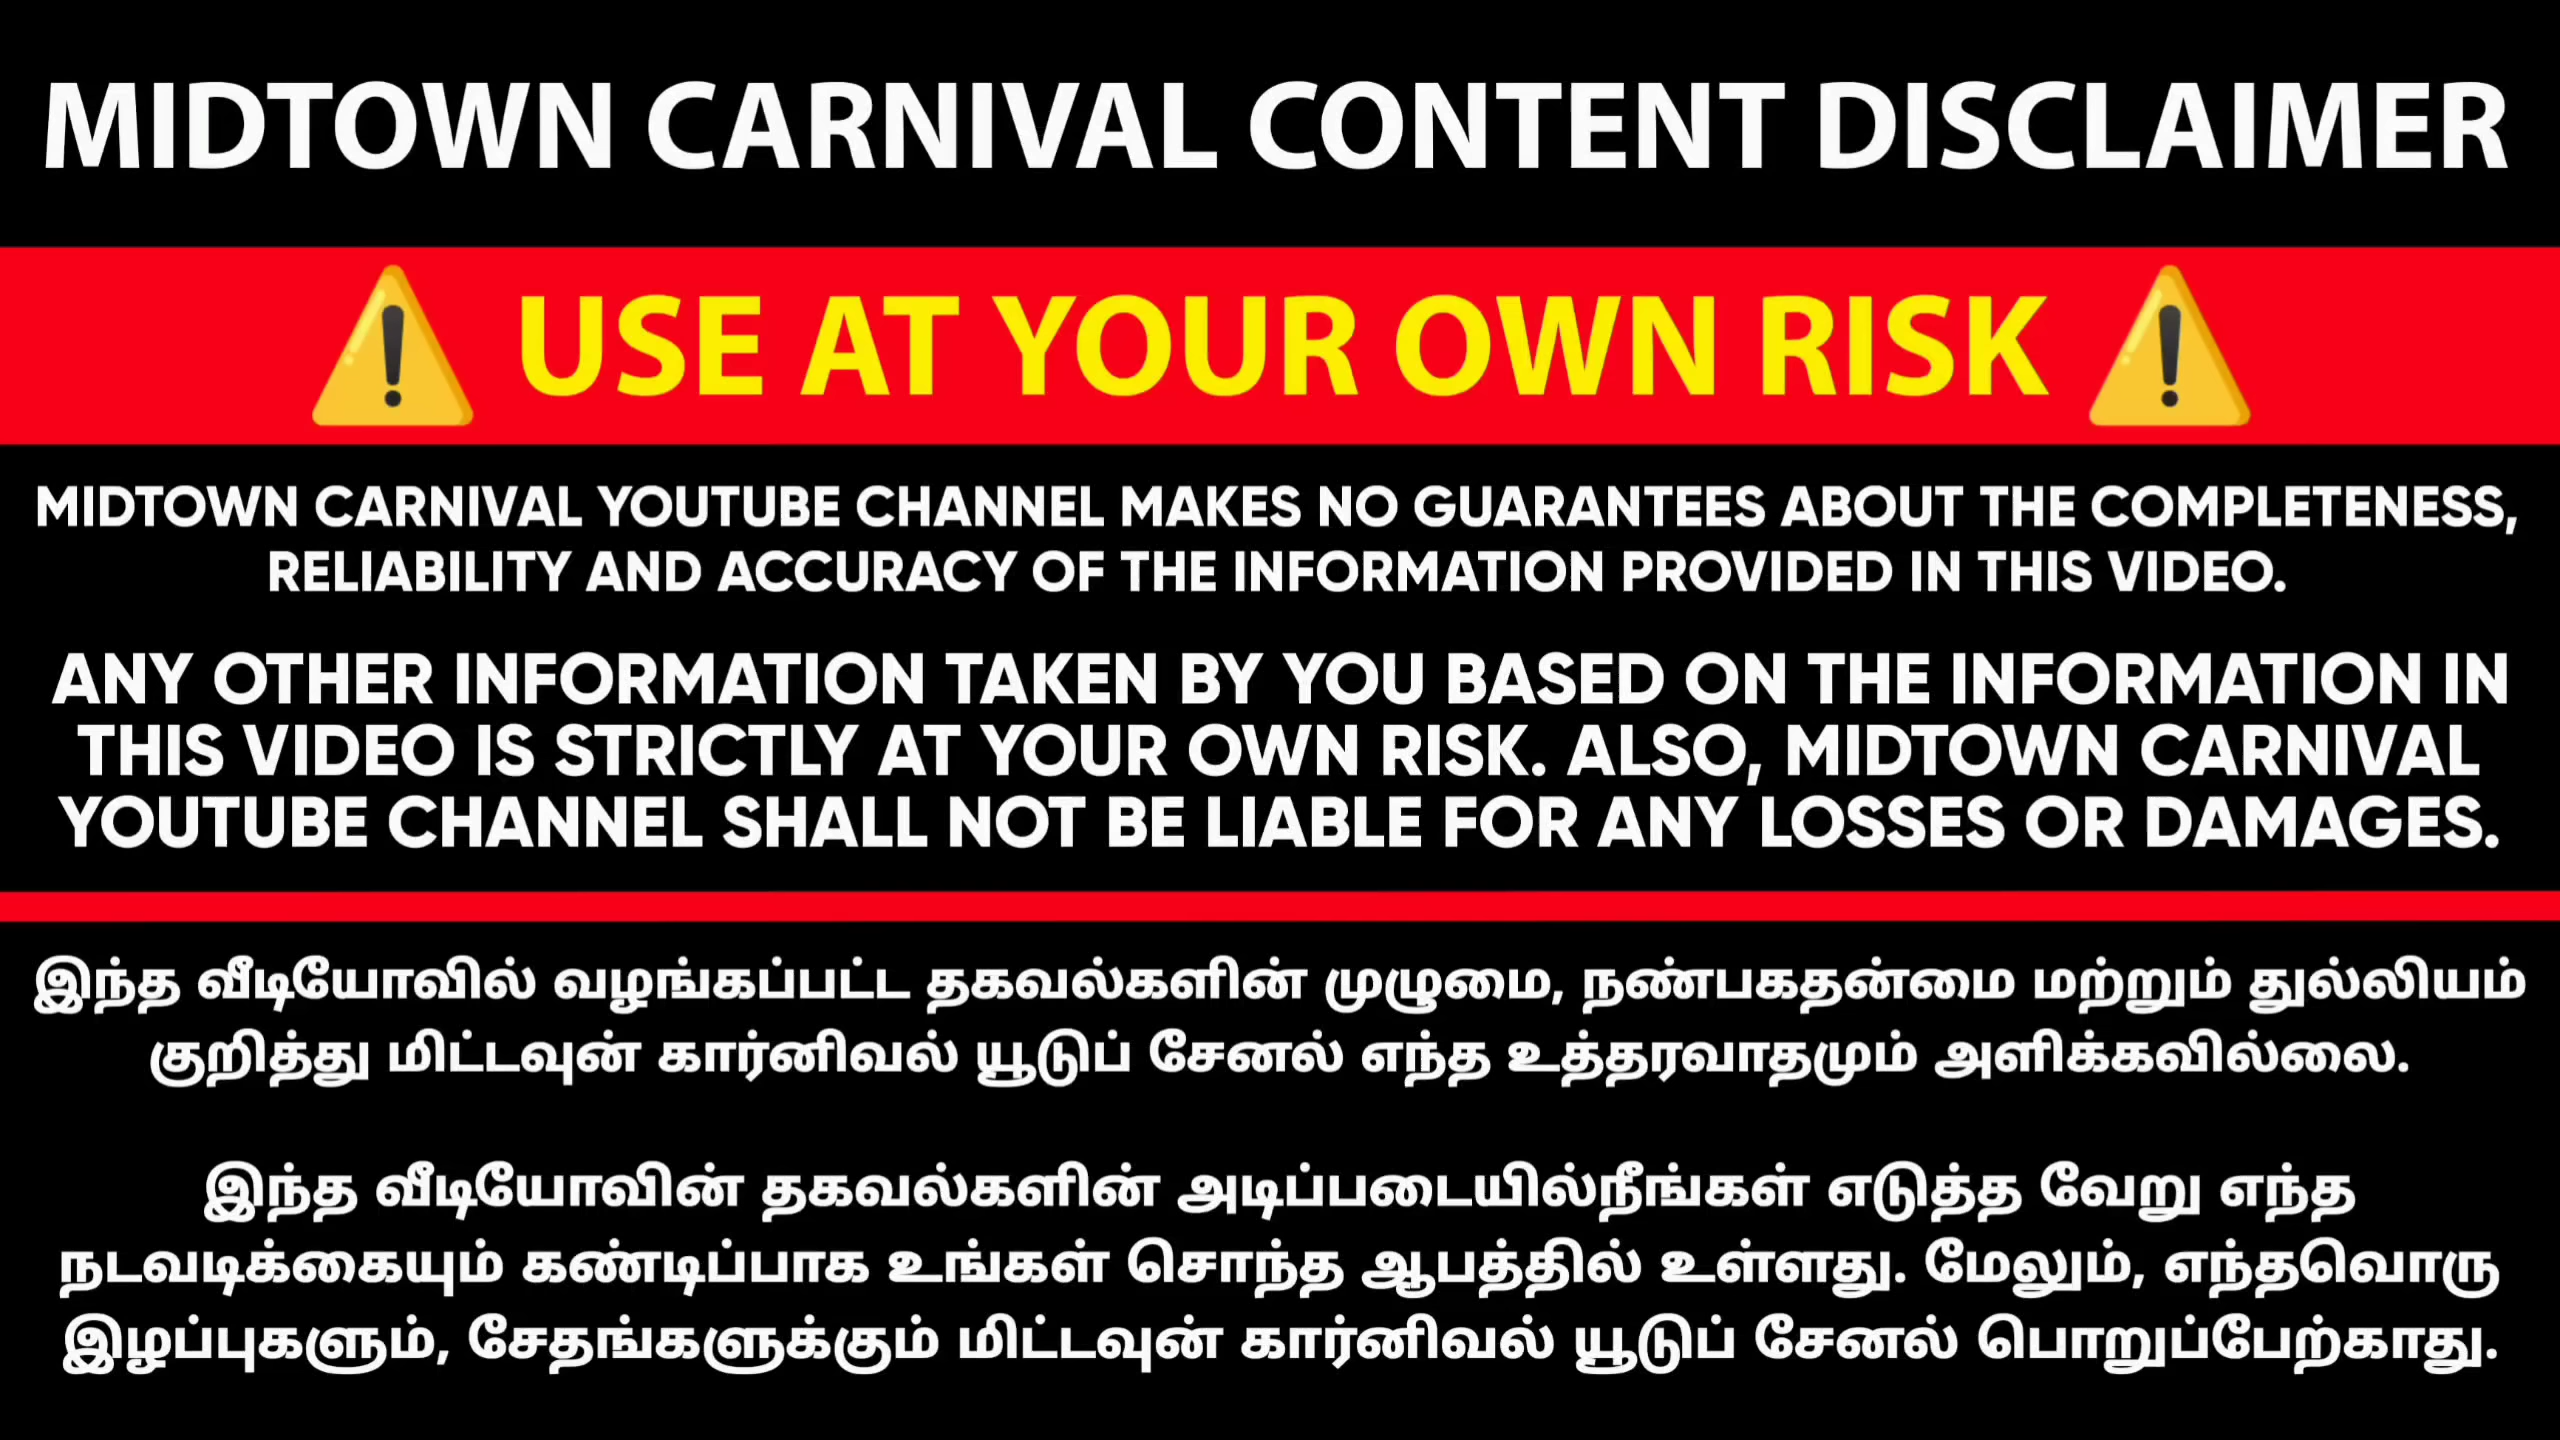 MIDTOWN CARNIVAL CONTENT DISCLAIMER
⚠️ USE AT YOUR OWN RISK ⚠️
MIDTOWN CARNIVAL YOUTUBE CHANNEL MAKES NO GUARANTEES ABOUT THE COMPLETENESS,
RELIABILITY AND ACCURACY OF THE INFORMATION PROVIDED IN THIS VIDEO.
ANY OTHER INFORMATION TAKEN BY YOU BASED ON THE INFORMATION IN
THIS VIDEO IS STRICTLY AT YOUR OWN RISK. ALSO, MIDTOWN CARNIVAL
YOUTUBE CHANNEL SHALL NOT BE LIABLE FOR ANY LOSSES OR DAMAGES.
இந்த வீடியோவில் வழங்கப்பட்ட தகவல்களின் முழுமை, நண்பகதன்மை மற்றும் துல்லியம்
குறித்து மிட்டவுன் கார்னிவல் யூடுப் சேனல் எந்த உத்தரவாதமும் அளிக்கவில்லை.
இந்த வீடியோவின் தகவல்களின் அடிப்படையில்நீங்கள் எடுத்த வேறு எந்த
நடவடிக்கையும் கண்டிப்பாக உங்கள் சொந்த ஆபத்தில் உள்ளது. மேலும், எந்தவொரு
இழப்புகளும், சேதங்களுக்கும் மிட்டவுன் கார்னிவல் யூடுப் சேனல் பொறுப்பேற்காது.